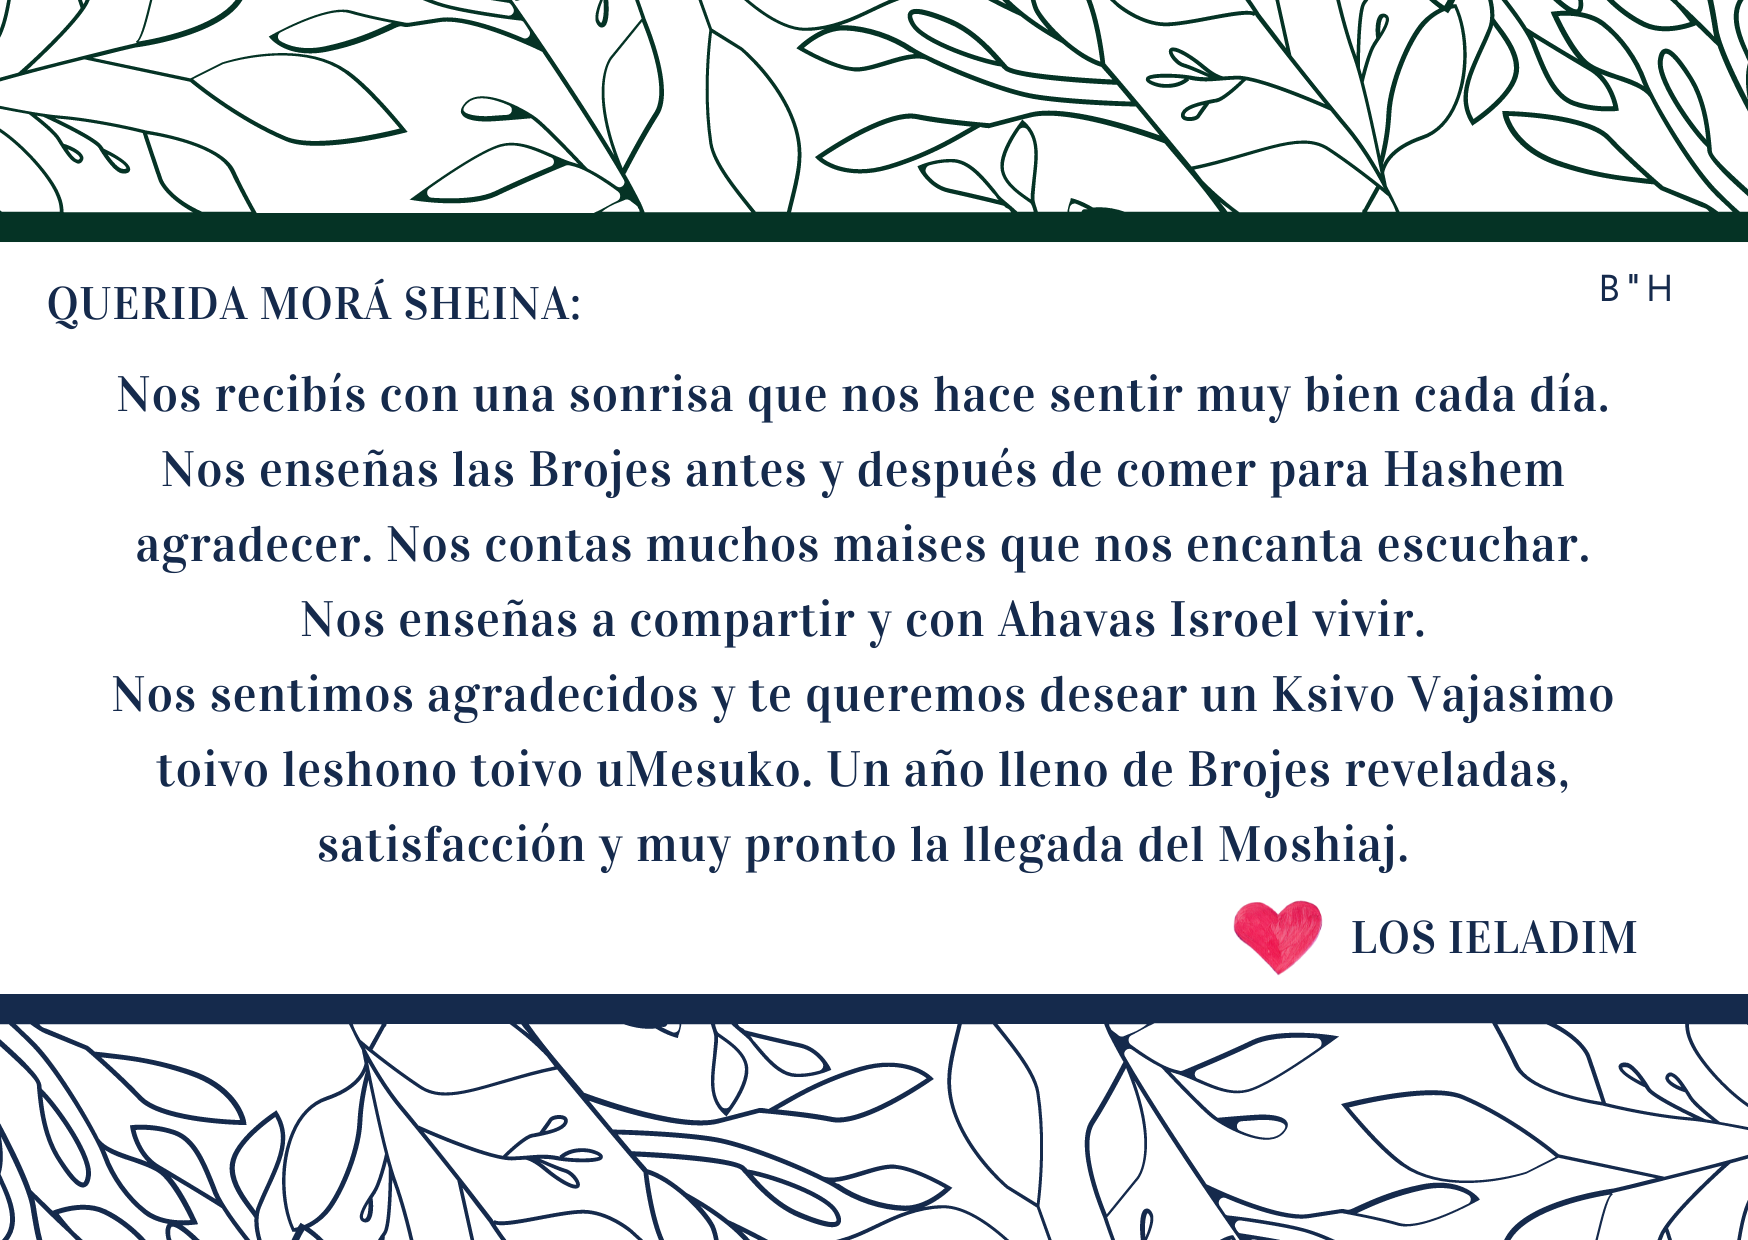 B"H
QUERIDA MORÁ SHEINA:
Nos recibís con una sonrisa que nos hace sentir muy bien cada día.
Nos enseñas las Brojes antes y después de comer para Hashem
agradecer. Nos contas muchos maises que nos encanta escuchar.
Nos enseñas a compartir y con Ahavas Isroel vivir.
Nos sentimos agradecidos y te queremos desear un Ksivo Vajasimo
toivo leshono toivo uMesuko. Un año lleno de Brojes reveladas,
satisfacción y muy pronto la llegada del Moshiaj.
LOS IELADIM